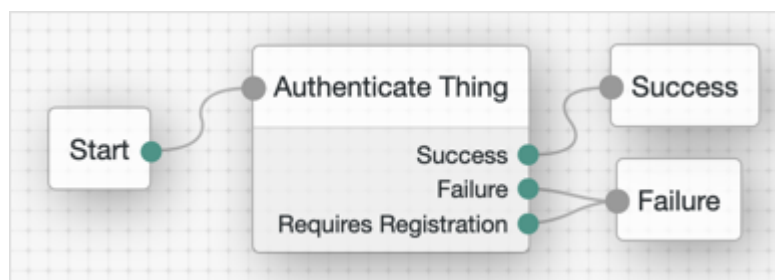 Start
Authenticate Thing
Success
Failure
Requires Registration
Success
Failure